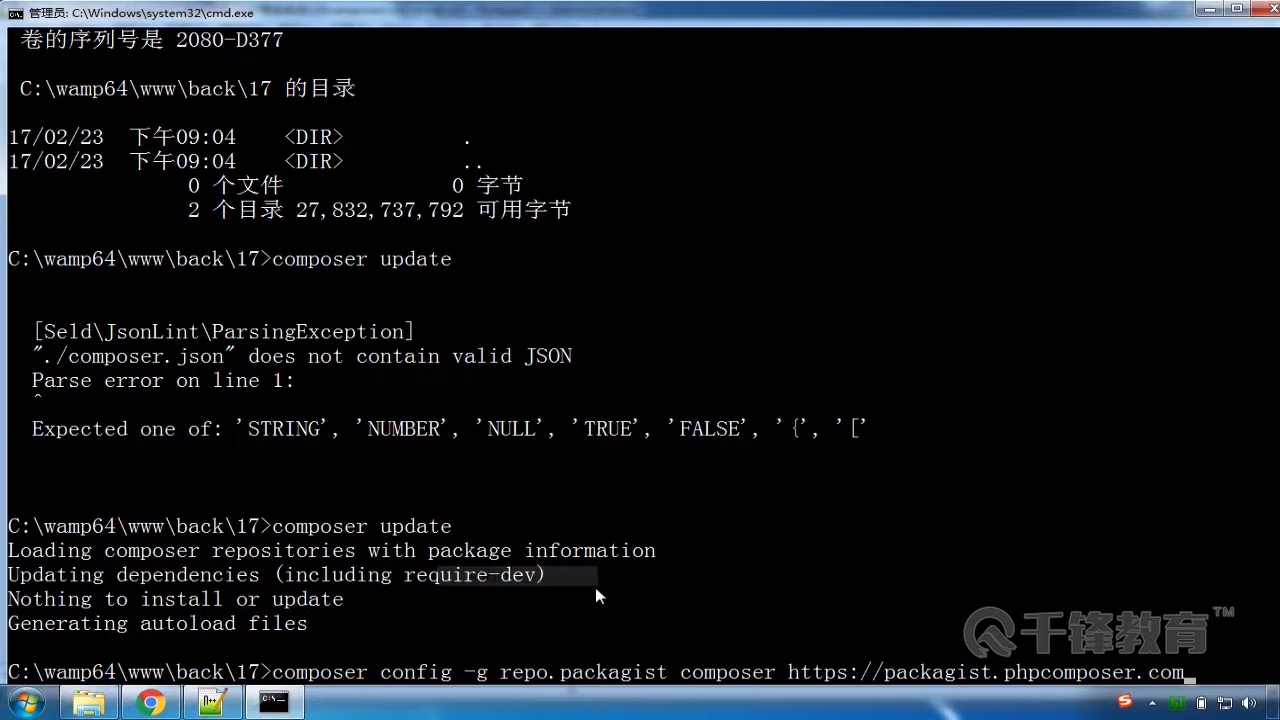 管理员: C:\Windows\system32\cmd.exe
卷的序列号是 2080-D377
C:\wamp64\www\back\17 的目录
17/02/23  下午09:04    <DIR>          .
17/02/23  下午09:04    <DIR>          ..
0 个文件              0 字节
2 个目录 27,832,737,792 可用字节
C:\wamp64\www\back\17>composer update
[Seld\JsonLint\ParsingException]
"./composer.json" does not contain valid JSON
Parse error on line 1:
^
Expected one of: 'STRING', 'NUMBER', 'NULL', 'TRUE', 'FALSE', '{', '['
C:\wamp64\www\back\17>composer update
Loading composer repositories with package information
Updating dependencies (including require-dev)
Nothing to install or update
Generating autoload files
千锋教育™
C:\wamp64\www\back\17>composer config -g repo.packagist composer https://packagist.phpcomposer.com_